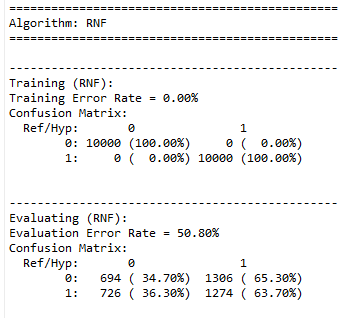 ==============================================
Algorithm: RNF
==============================================
----------------------------------------------
Training (RNF):
Training Error Rate = 0.00%
Confusion Matrix:
  Ref/Hyp:       0               1
        0: 10000 (100.00%)     0 (  0.00%)
        1:     0 (  0.00%) 10000 (100.00%)
----------------------------------------------
Evaluating (RNF):
Evaluation Error Rate = 50.80%
Confusion Matrix:
  Ref/Hyp:       0               1
        0:   694 ( 34.70%)  1306 ( 65.30%)
        1:   726 ( 36.30%)  1274 ( 63.70%)